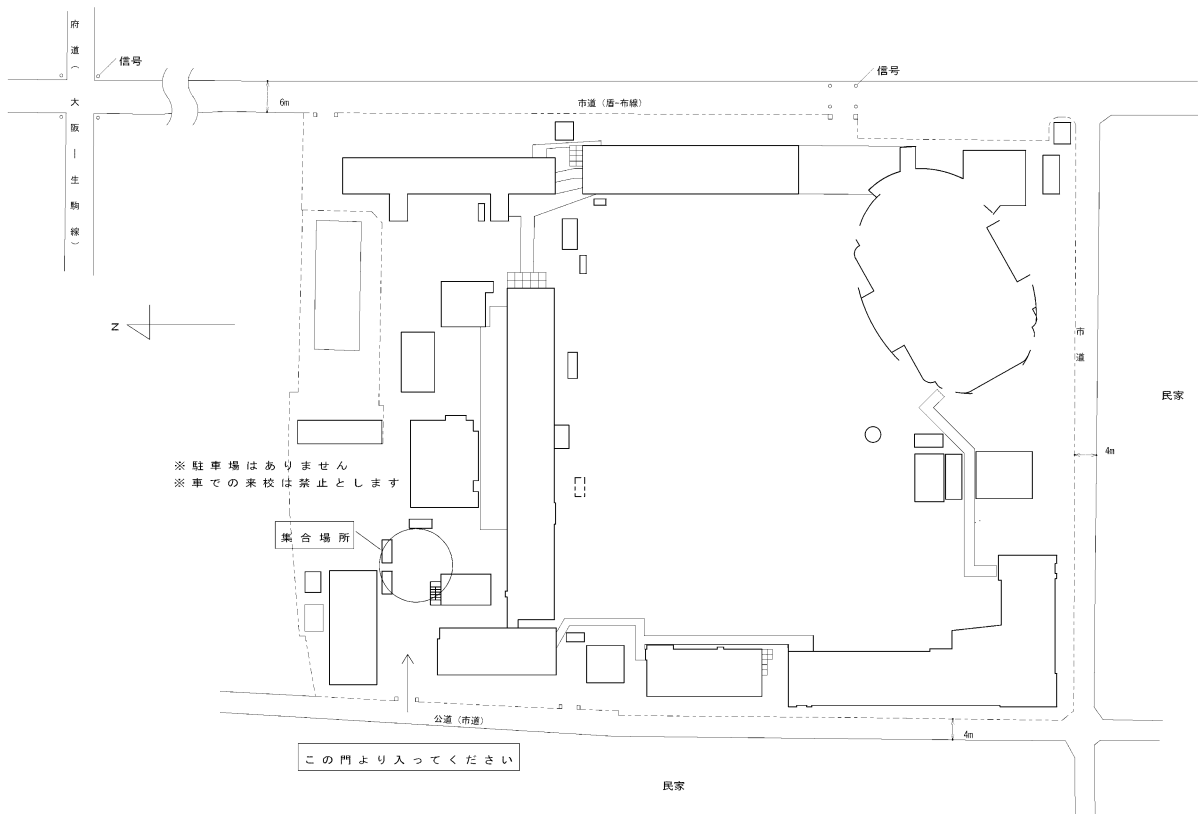 府道(大阪―生駒線)
信号
信号
6m
市道(盾-布線)
N
市道
民家
4m
※駐車場はありません
※車での来校は禁止とします
集合場所
公道(市道)
4m
この門より入ってください
民家